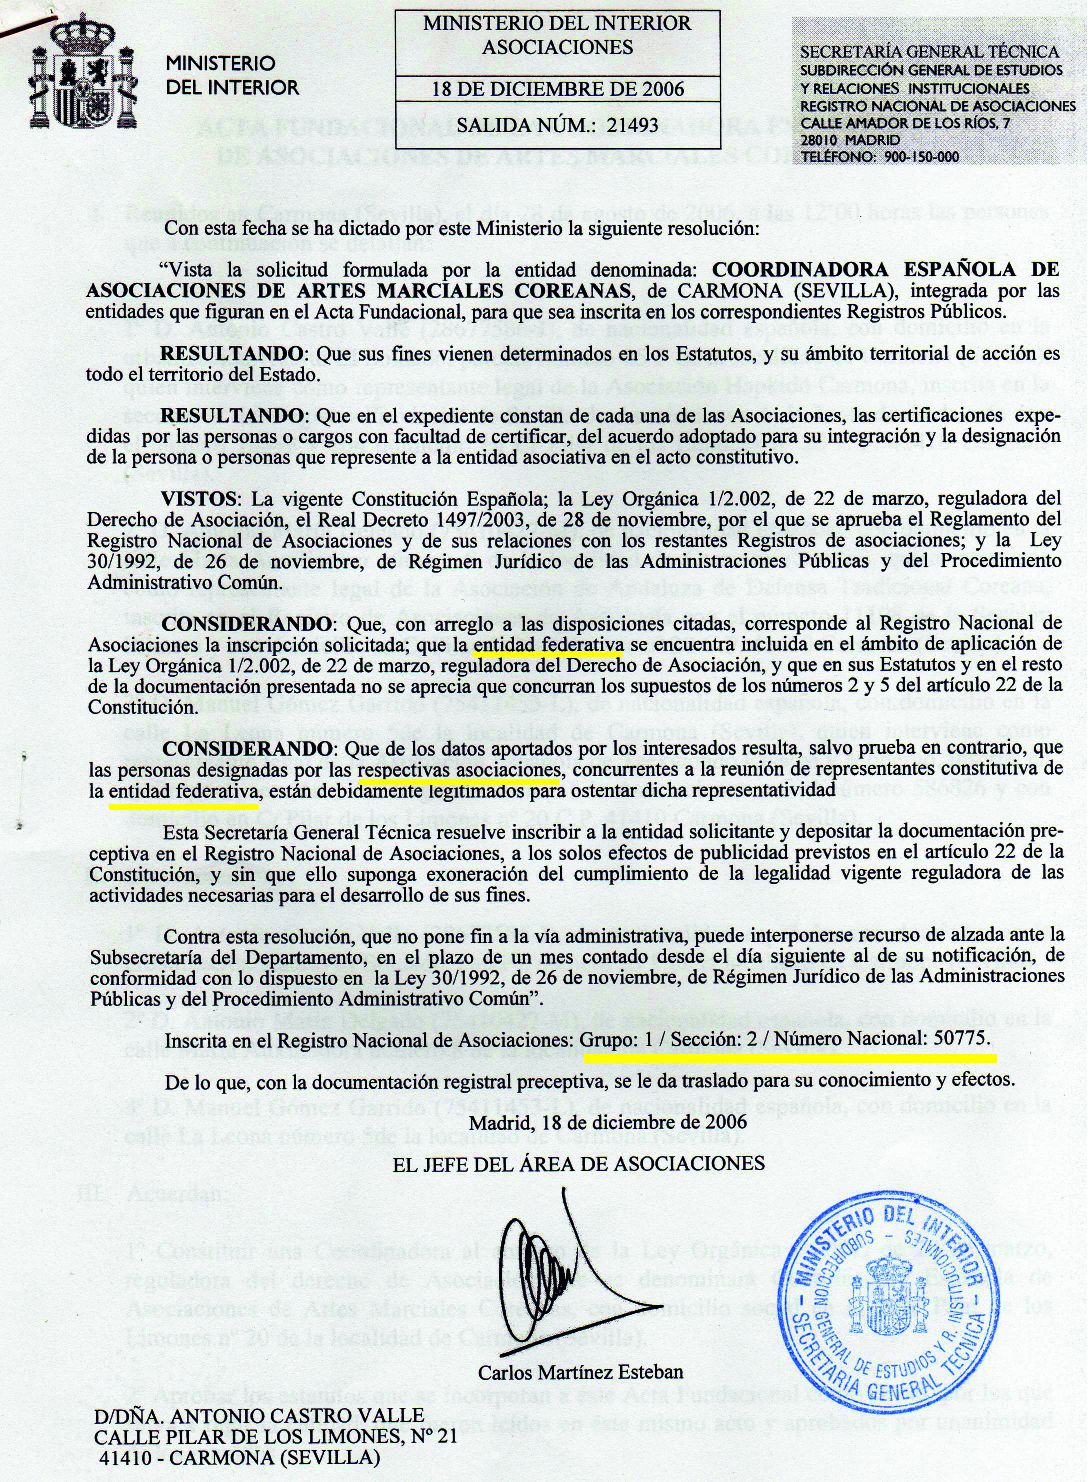 MINISTERIO
DEL INTERIOR
MINISTERIO DEL INTERIOR
ASOCIACIONES
18 DE DICIEMBRE DE 2006
SALIDA NÚM.: 21493
SECRETARÍA GENERAL TÉCNICA
SUBDIRECCIÓN GENERAL DE ESTUDIOS
Y RELACIONES INSTITUCIONALES
REGISTRO NACIONAL DE ASOCIACIONES
CALLE AMADOR DE LOS RÍOS, 7
28010 MADRID
TELÉFONO: 900-150-000
Con esta fecha se ha dictado por este Ministerio la siguiente resolución:
“Vista la solicitud formulada por la entidad denominada: COORDINADORA ESPAÑOLA DE
ASOCIACIONES DE ARTES MARCIALES COREANAS, de CARMONA (SEVILLA), integrada por las
entidades que figuran en el Acta Fundacional, para que sea inscrita en los correspondientes Registros Públicos.
RESULTANDO: Que sus fines vienen determinados en los Estatutos, y su ámbito territorial de acción es
todo el territorio del Estado.
RESULTANDO: Que en el expediente constan de cada una de las Asociaciones, las certificaciones expe-
didas por las personas o cargos con facultad de certificar, del acuerdo adoptado para su integración y la designación
de la persona o personas que represente a la entidad asociativa en el acto constitutivo.
VISTOS: La vigente Constitución Española; la Ley Orgánica 1/2.002, de 22 de marzo, reguladora del
Derecho de Asociación, el Real Decreto 1497/2003, de 28 de noviembre, por el que se aprueba el Reglamento del
Registro Nacional de Asociaciones y de sus relaciones con los restantes Registros de asociaciones; y la Ley
30/1992, de 26 de noviembre, de Régimen Jurídico de las Administraciones Públicas y del Procedimiento
Administrativo Común.
CONSIDERANDO: Que, con arreglo a las disposiciones citadas, corresponde al Registro Nacional de
Asociaciones la inscripción solicitada; que la entidad federativa se encuentra incluida en el ámbito de aplicación de
la Ley Orgánica 1/2.002, de 22 de marzo, reguladora del Derecho de Asociación, y que en sus Estatutos y en el resto
de la documentación presentada no se aprecia que concurran los supuestos de los números 2 y 5 del artículo 22 de la
Constitución.
CONSIDERANDO: Que de los datos aportados por los interesados resulta, salvo prueba en contrario, que
las personas designadas por las respectivas asociaciones, concurrentes a la reunión de representantes constitutiva de
la entidad federativa, están debidamente legitimados para ostentar dicha representatividad
Esta Secretaría General Técnica resuelve inscribir a la entidad solicitante y depositar la documentación pre-
ceptiva en el Registro Nacional de Asociaciones, a los solos efectos de publicidad previstos en el artículo 22 de la
Constitución, y sin que ello suponga exoneración del cumplimiento de la legalidad vigente reguladora de las
actividades necesarias para el desarrollo de sus fines.
Contra esta resolución, que no pone fin a la vía administrativa, puede interponerse recurso de alzada ante la
Subsecretaría del Departamento, en el plazo de un mes contado desde el día siguiente al de su notificación, de
conformidad con lo dispuesto en la Ley 30/1992, de 26 de noviembre, de Régimen Jurídico de las Administraciones
Públicas y del Procedimiento Administrativo Común”.
Inscrita en el Registro Nacional de Asociaciones: Grupo: 1 / Sección: 2 / Número Nacional: 50775.
De lo que, con la documentación registral preceptiva, se le da traslado para su conocimiento y efectos.
Madrid, 18 de diciembre de 2006
EL JEFE DEL ÁREA DE ASOCIACIONES
Carlos Martínez Esteban
MINISTERIO DEL INTERIOR
SECRETARIA GENERAL TECNICA
SUBDIRECCION GENERAL DE ESTUDIOS Y R. INSTITUCIONALES
D/DÑA. ANTONIO CASTRO VALLE
CALLE PILAR DE LOS LIMONES, Nº 21
41410 - CARMONA (SEVILLA)